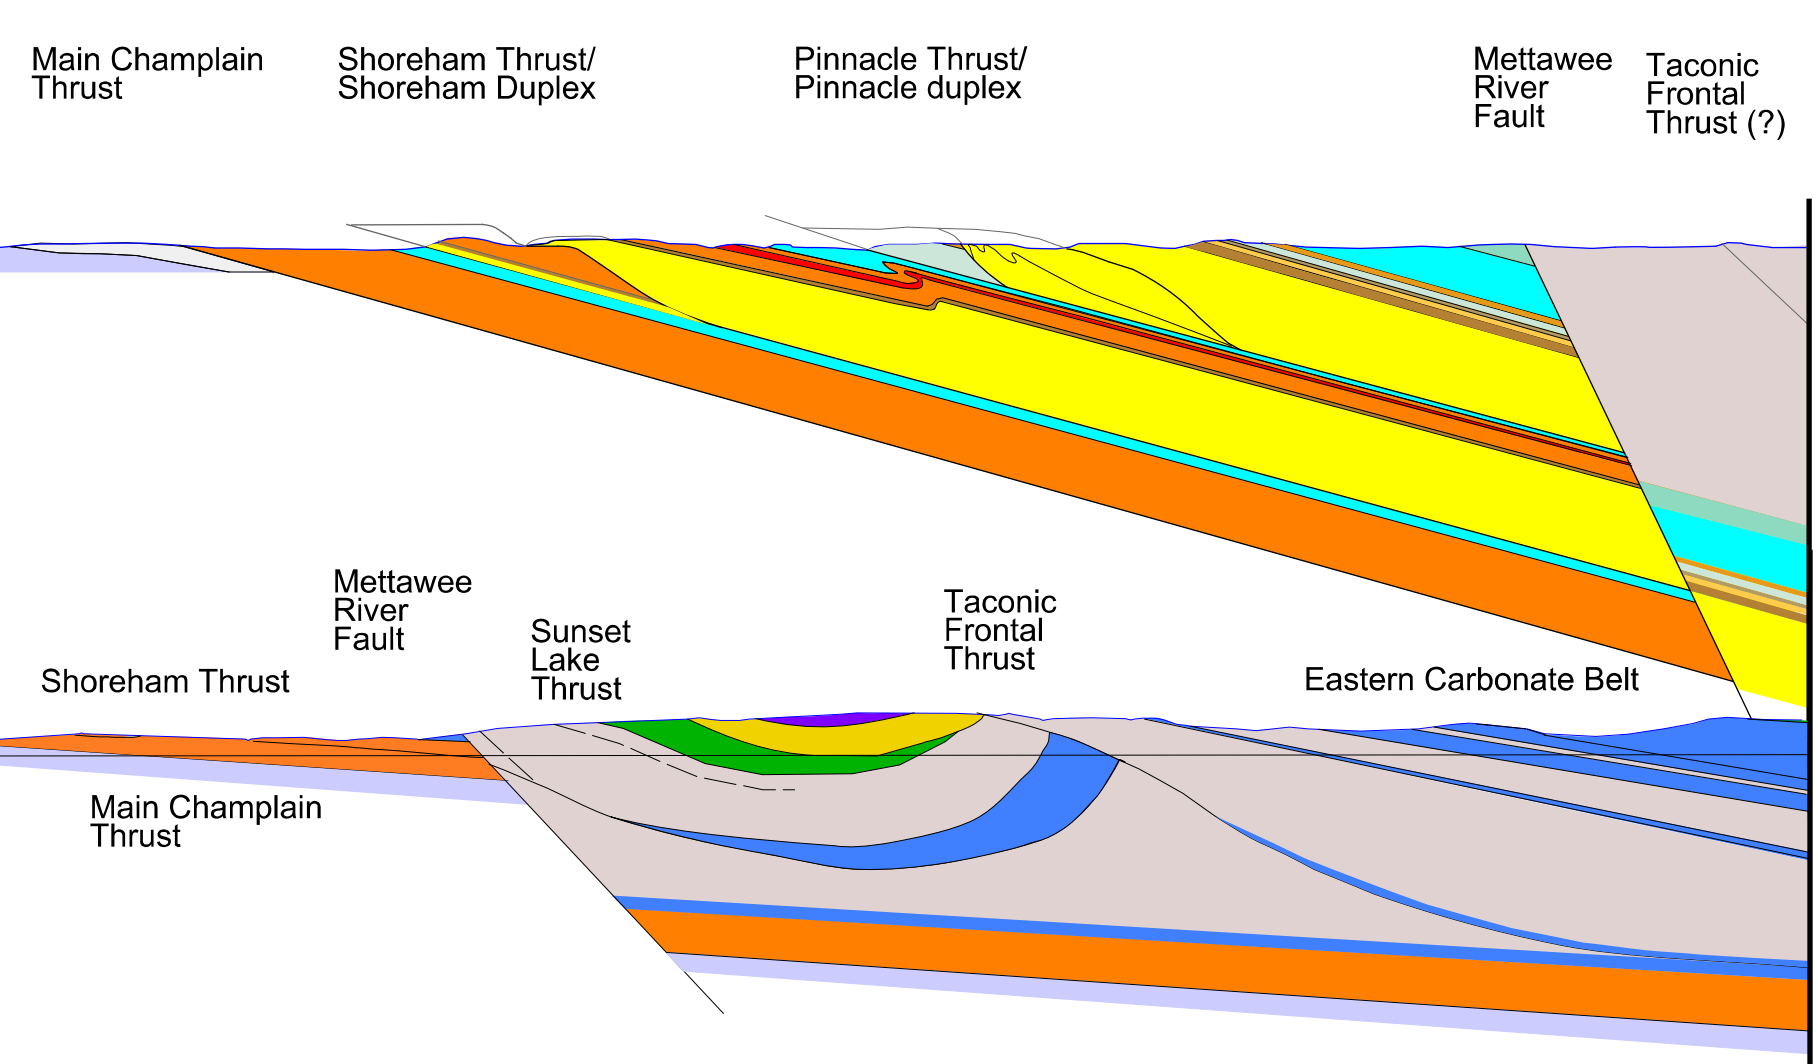 Main Champlain
Thrust
Shoreham Thrust/
Shoreham Duplex
Pinnacle Thrust/
Pinnacle duplex
Mettawee
River
Fault
Taconic
Frontal
Thrust (?)
Mettawee
River
Fault
Sunset
Lake
Thrust
Taconic
Frontal
Thrust
Shoreham Thrust
Eastern Carbonate Belt
Main Champlain
Thrust